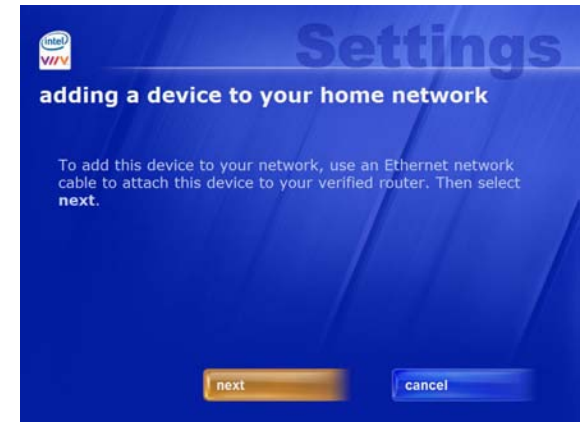 Settings
intel
VIIV
adding a device to your home network
To add this device to your network, use an Ethernet network
cable to attach this device to your verified router. Then select
next.
next
cancel